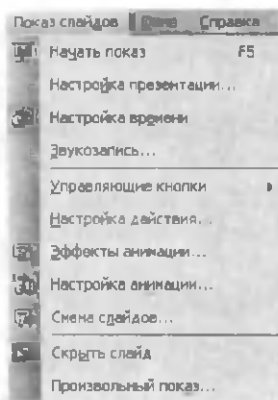 Показ слайдов Окна Справка
Начать показ F5
Настройка презентации...
Настройка времени
Звукозапись...
Управляющие кнопки
Настройка действия...
Эффекты анимации...
Настройка анимации...
Смена слайдов...
Скрыть слайд
Произвольный показ...